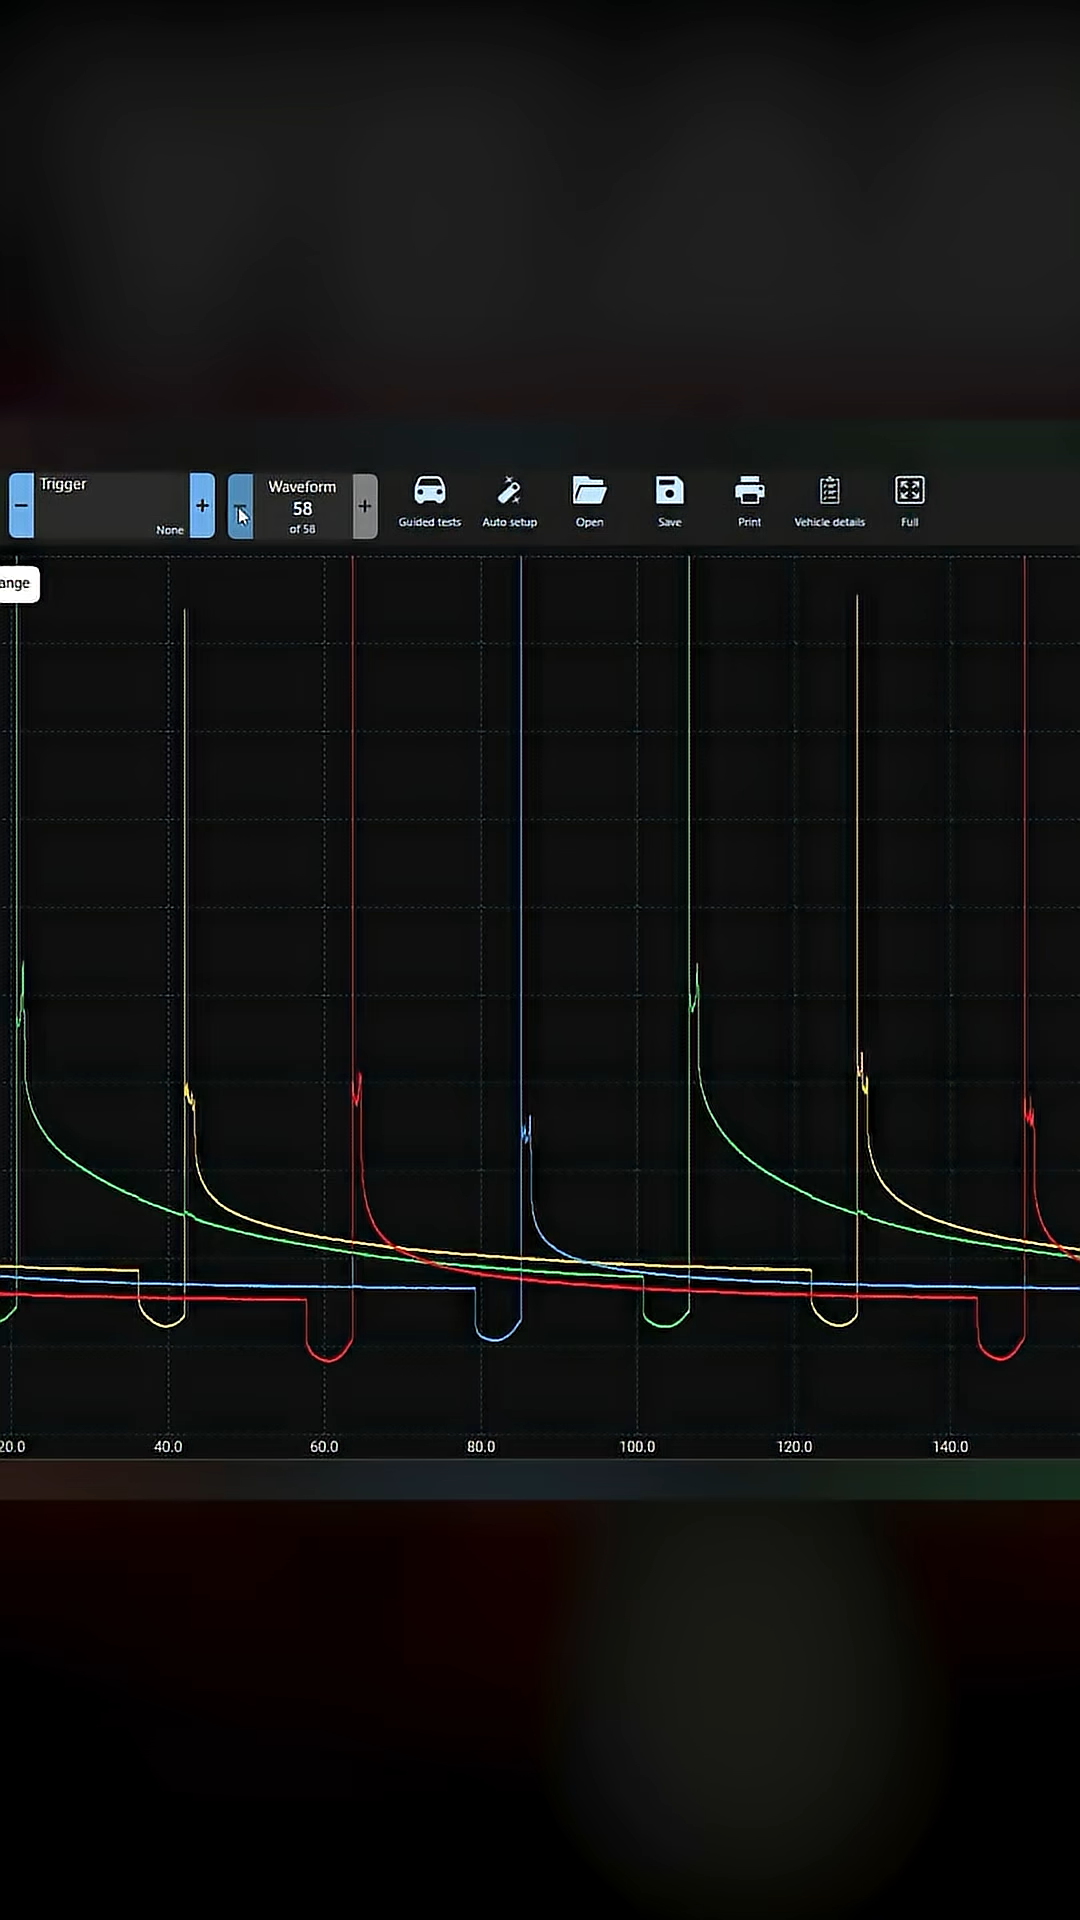 Trigger
None
Waveform
58
of 58
Guided tests
Auto setup
Open
Save
Print
Vehicle details
Full
ange
20.0 40.0 60.0 80.0 100.0 120.0 140.0